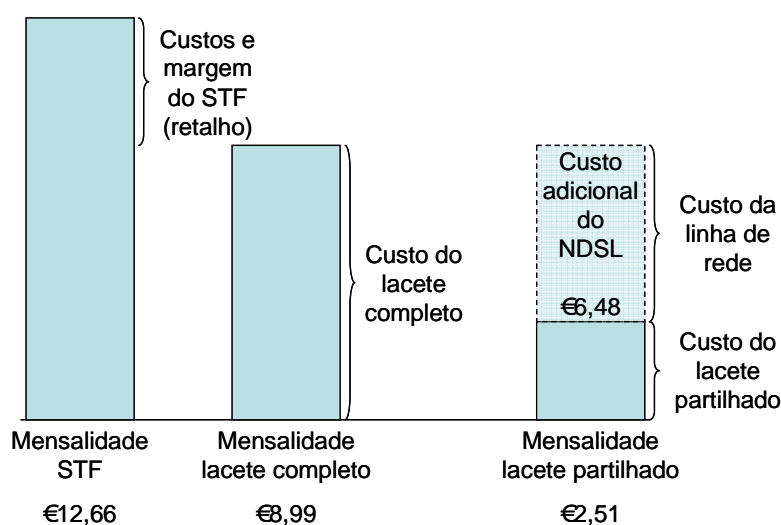 Custos e
margem
do STF
(retalho)
Custo do
lacete
completo
Custo
adicional
do
NDSL
€6,48
Custo da
linha de
rede
Custo do
lacete
partilhado
Mensalidade
STF
€12,66
Mensalidade
lacete completo
€8,99
Mensalidade
lacete partilhado
€2,51